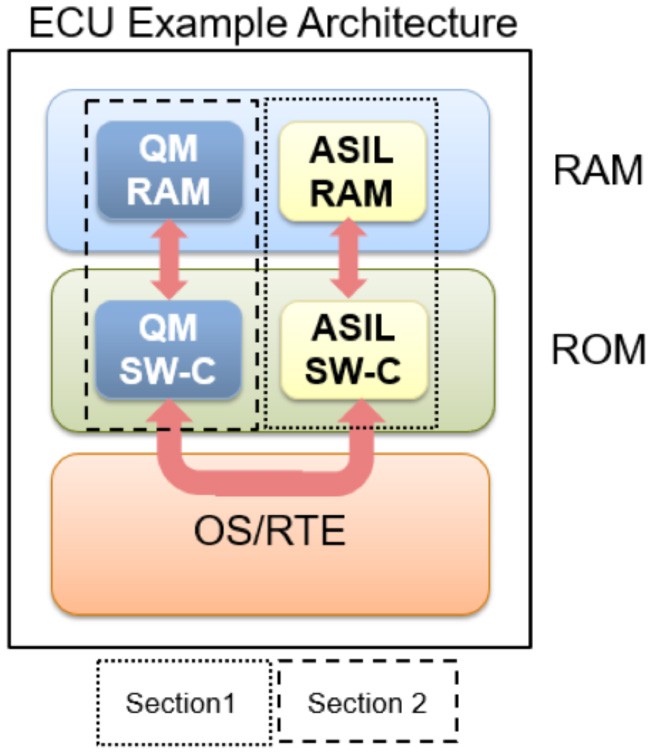 ECU Example Architecture
QM
RAM
ASIL
RAM
RAM
QM
SW-C
ASIL
SW-C
ROM
OS/RTE
Section1
Section 2